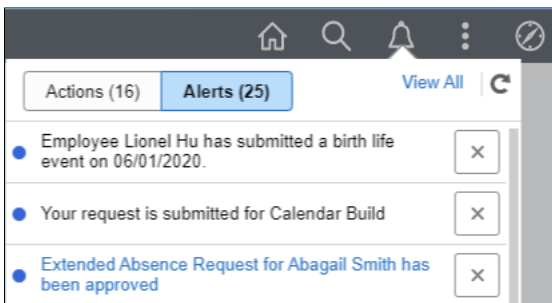 Actions (16)
Alerts (25)
View All
Employee Lionel Hu has submitted a birth life
event on 06/01/2020.
Your request is submitted for Calendar Build
Extended Absence Request for Abagail Smith has
been approved